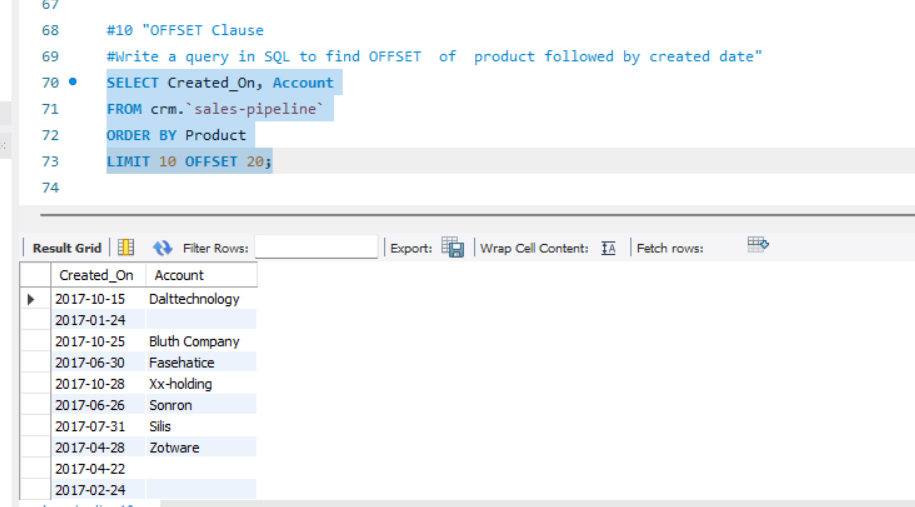 67
68 #10 "OFFSET Clause
69 #Write a query in SQL to find OFFSET  of  product followed by created date"
70 SELECT Created_On, Account
71 FROM crm.`sales-pipeline`
72 ORDER BY Product
73 LIMIT 10 OFFSET 20;
74
Result Grid Filter Rows: Export: Wrap Cell Content: IA Fetch rows:
Created_On Account
2017-10-15 Dalttechnology
2017-01-24
2017-10-25 Bluth Company
2017-06-30 Fasehatice
2017-10-28 Xx-holding
2017-06-26 Sonron
2017-07-31 Silis
2017-04-28 Zotware
2017-04-22
2017-02-24